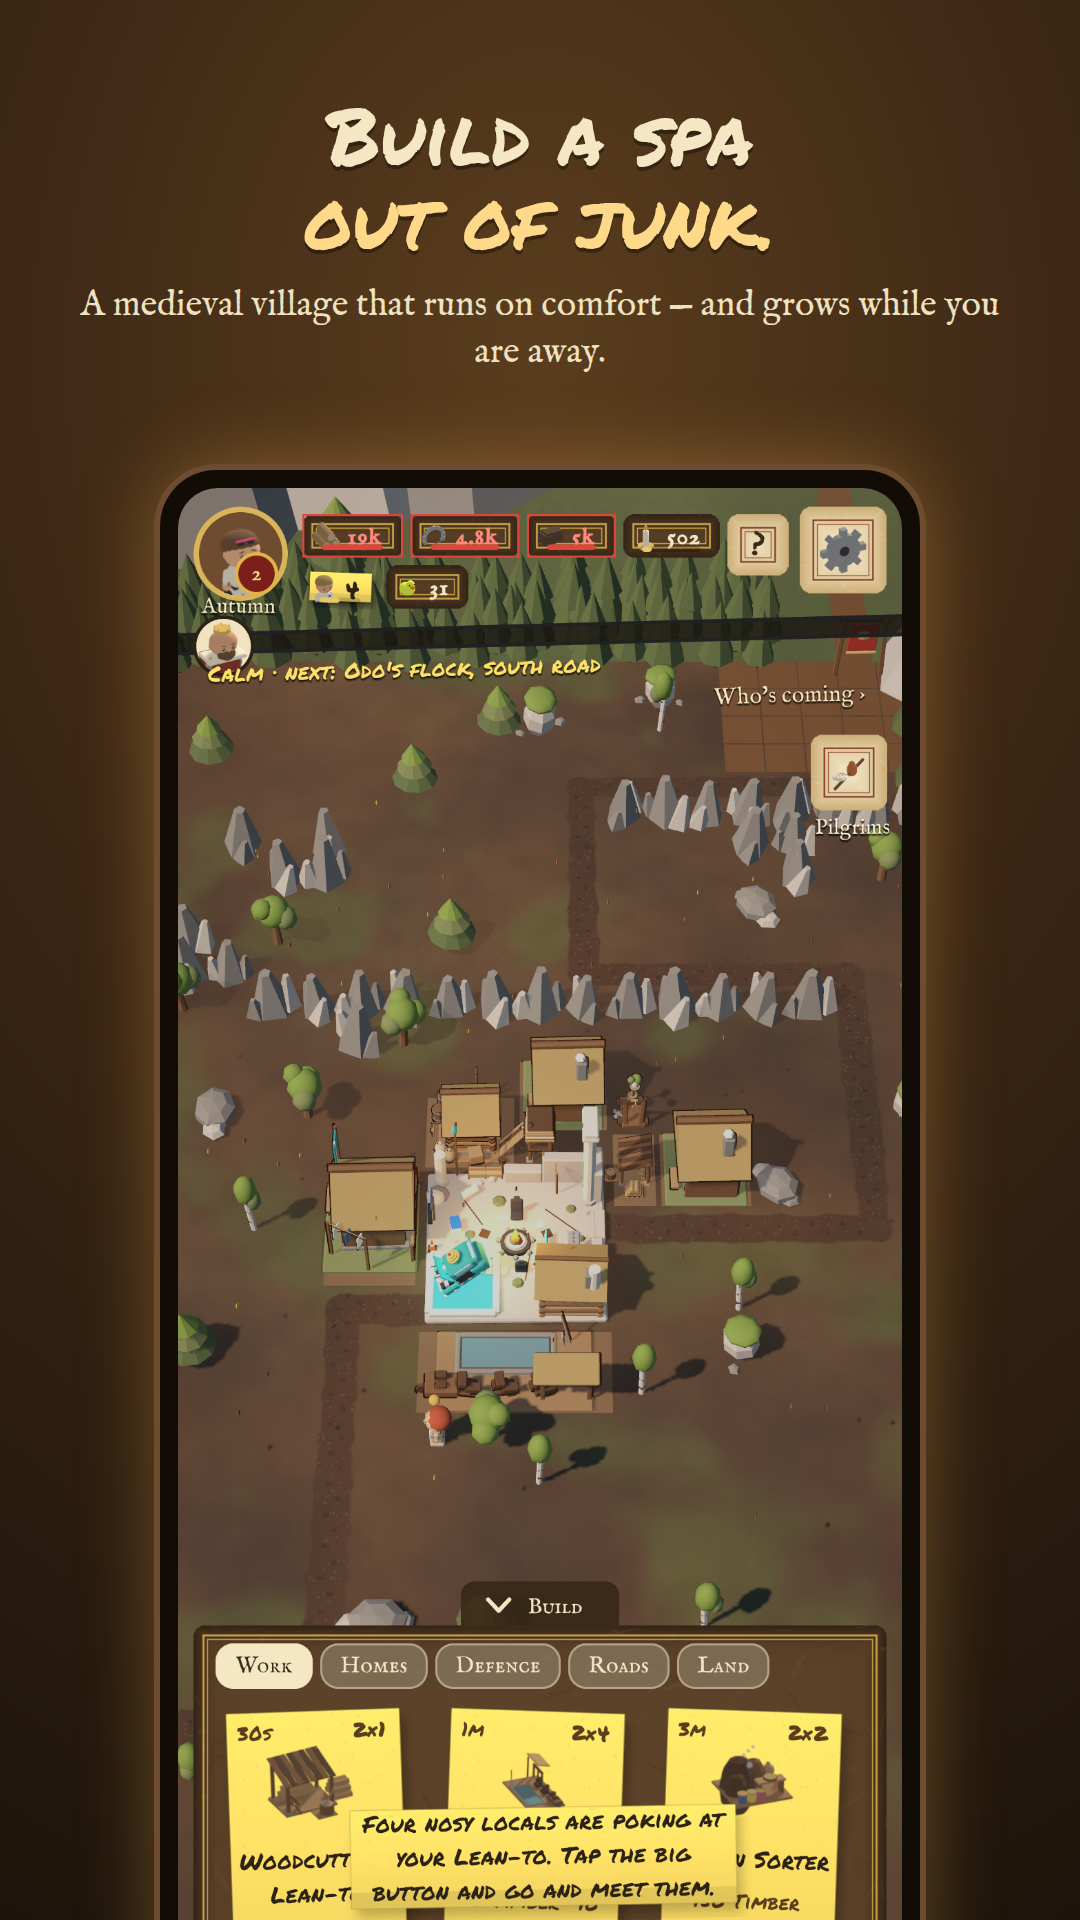 Build a spa
out of junk.
A medieval village that runs on comfort – and grows while you
are away.
19k 4.8k 5k 502 ?
2
4 31
Autumn
Calm · next: Odo's flock, south road
Who's coming ›
Pilgrims
Build
Work Homes Defence Roads Land
30s 2x1 1m 2x4 3m 2x2
Four nosy locals are poking at
your Lean-to. Tap the big
button and go and meet them.
Sorter
Timber